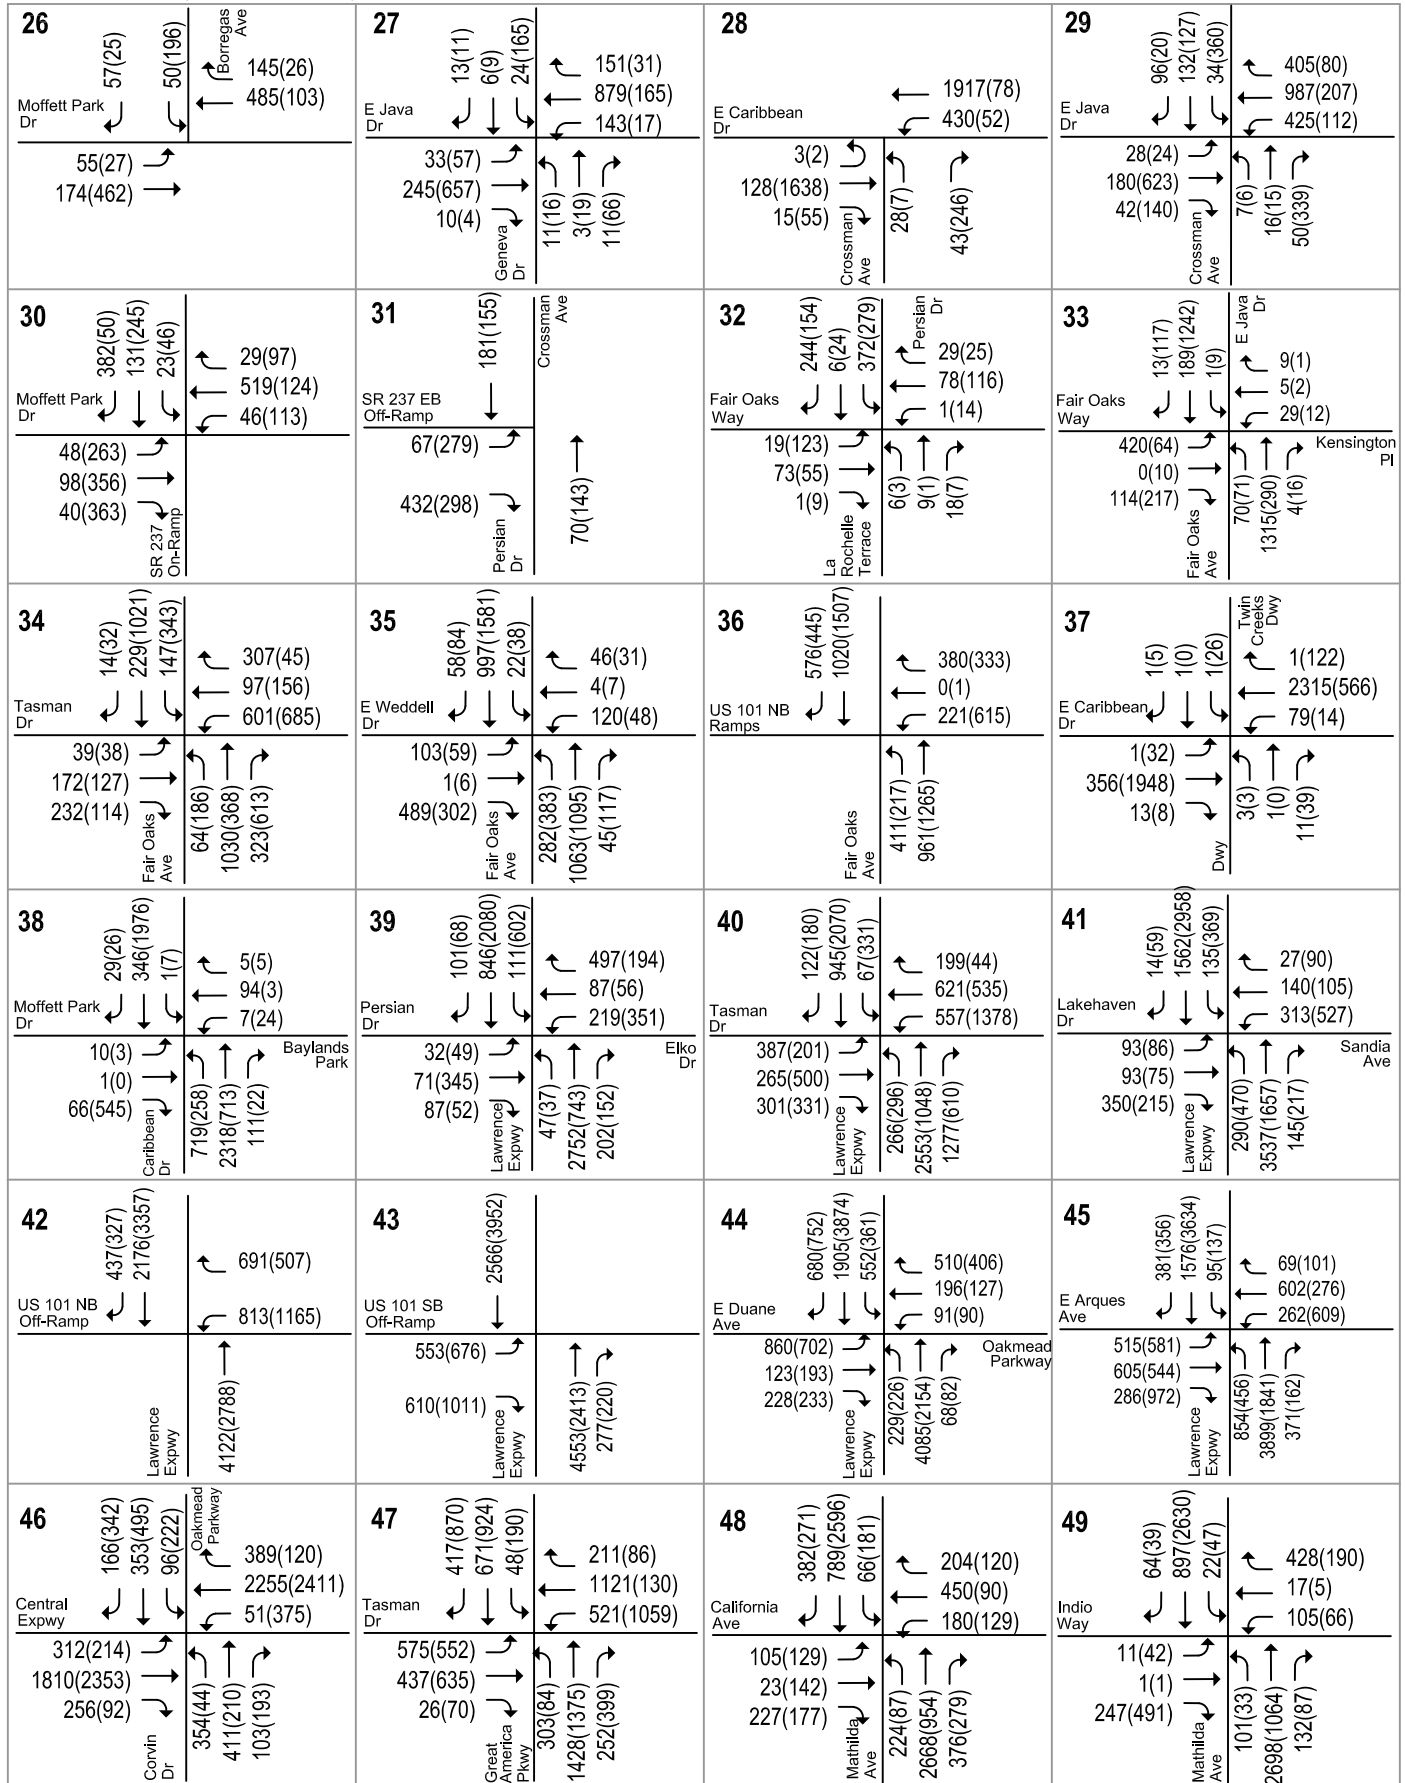 26
Borregas
Ave
57(25)
50(196)
145(26)
485(103)
Moffett Park
Dr
55(27)
174(462)
27
13(11)
6(9)
24(165)
151(31)
879(165)
143(17)
E Java
Dr
33(57)
245(657)
10(4)
Geneva
Dr
11(16)
3(19)
11(66)
28
1917(78)
430(52)
E Caribbean
Dr
3(2)
128(1638)
15(55)
Crossman
Ave
28(7)
43(246)
29
96(20)
132(127)
34(360)
405(80)
987(207)
425(112)
E Java
Dr
28(24)
180(623)
42(140)
Crossman
Ave
7(6)
16(15)
50(339)
30
382(50)
131(245)
23(46)
29(97)
519(124)
46(113)
Moffett Park
Dr
48(263)
98(356)
40(363)
SR 237
On-Ramp
31
181(155)
Crossman
Ave
SR 237 EB
Off-Ramp
67(279)
432(298)
Persian
Dr
70(143)
32
244(154)
6(24)
372(279)
Persian
Dr
29(25)
78(116)
1(14)
Fair Oaks
Way
19(123)
73(55)
1(9)
La
Rochelle
Terrace
6(3)
9(1)
18(7)
33
13(117)
189(1242)
1(9)
E Java
Dr
9(1)
5(2)
29(12)
Fair Oaks
Way
Kensington
Pl
420(64)
0(10)
114(217)
Fair Oaks
Ave
70(71)
1315(290)
4(16)
34
14(32)
229(1021)
147(343)
307(45)
97(156)
601(685)
Tasman
Dr
39(38)
172(127)
232(114)
Fair Oaks
Ave
64(186)
1030(368)
323(613)
35
58(84)
997(1581)
22(38)
46(31)
4(7)
120(48)
E Weddell
Dr
103(59)
1(6)
489(302)
Fair Oaks
Ave
282(383)
1063(1095)
45(117)
36
576(445)
1020(1507)
380(333)
0(1)
221(615)
US 101 NB
Ramps
Fair Oaks
Ave
411(217)
961(1265)
37
1(5)
1(0)
1(26)
Twin
Creeks
Dwy
1(122)
2315(566)
79(14)
E Caribbean
Dr
1(32)
356(1948)
13(8)
Dwy
3(3)
1(0)
11(39)
38
29(26)
346(1976)
1(7)
5(5)
94(3)
7(24)
Moffett Park
Dr
Baylands
Park
10(3)
1(0)
66(545)
Caribbean
Dr
719(258)
2318(713)
111(22)
39
101(68)
846(2080)
111(602)
497(194)
87(56)
219(351)
Persian
Dr
Elko
Dr
32(49)
71(345)
87(52)
Lawrence
Expwy
47(37)
2752(743)
202(152)
40
122(180)
945(2070)
67(331)
199(44)
621(535)
557(1378)
Tasman
Dr
387(201)
265(500)
301(331)
Lawrence
Expwy
266(296)
2553(1048)
1277(610)
41
14(59)
1562(2958)
135(369)
27(90)
140(105)
313(527)
Lakehaven
Dr
Sandia
Ave
93(86)
93(75)
350(215)
Lawrence
Expwy
290(470)
3537(1657)
145(217)
42
437(327)
2176(3357)
691(507)
813(1165)
US 101 NB
Off-Ramp
Lawrence
Expwy
4122(2788)
43
2566(3952)
US 101 SB
Off-Ramp
553(676)
610(1011)
Lawrence
Expwy
4553(2413)
277(220)
44
680(752)
1905(3874)
552(361)
510(406)
196(127)
91(90)
E Duane
Ave
Oakmead
Parkway
860(702)
123(193)
228(233)
Lawrence
Expwy
229(226)
4085(2154)
68(82)
45
381(356)
1576(3634)
95(137)
69(101)
602(276)
262(609)
E Arques
Ave
515(581)
605(544)
286(972)
Lawrence
Expwy
854(456)
3899(1841)
371(162)
46
166(342)
353(495)
96(222)
Oakmead
Parkway
389(120)
2255(2411)
51(375)
Central
Expwy
312(214)
1810(2353)
256(92)
Corvin
Dr
354(44)
411(210)
103(193)
47
417(870)
671(924)
48(190)
211(86)
1121(130)
521(1059)
Tasman
Dr
575(552)
437(635)
26(70)
Great
America
Pkwy
303(84)
1428(1375)
252(399)
48
382(271)
789(2596)
66(181)
204(120)
450(90)
180(129)
California
Ave
105(129)
23(142)
227(177)
Mathilda
Ave
224(87)
2668(954)
376(279)
49
64(39)
897(2630)
22(47)
428(190)
17(5)
105(66)
Indio
Way
11(42)
1(1)
247(491)
Mathilda
Ave
101(33)
2698(1064)
132(87)